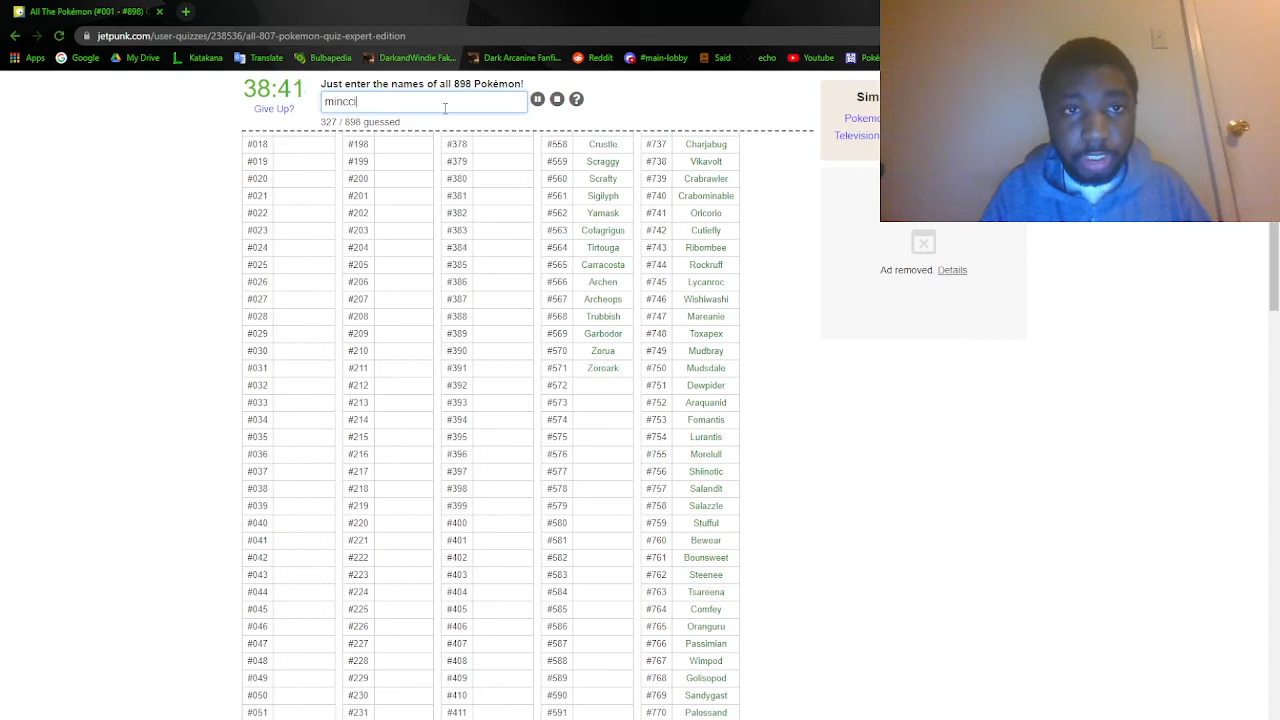 All The Pokémon (#001 - #898)
jetpunk.com/user-quizzes/238536/all-807-pokemon-quiz-expert-edition
Apps Google My Drive Katakana Translate Bulbapedia DarkandWindie Fak... Dark Arcanine Fanfi... Reddit #main-lobby Said echo YouTube Poké
38:41
Give Up?
Just enter the names of all 898 Pokémon!
mincci
327 / 898 guessed
Sim
Pokemo
Television
Ad removed. Details
#018 #198 #378 #558 Crustle #737 Charjabug
#019 #199 #379 #559 Scraggy #738 Vikavolt
#020 #200 #380 #560 Scrafty #739 Crabrawler
#021 #201 #381 #561 Sigilyph #740 Crabominable
#022 #202 #382 #562 Yamask #741 Oricorio
#023 #203 #383 #563 Cofagrigus #742 Cutiefly
#024 #204 #384 #564 Tirtouga #743 Ribombee
#025 #205 #385 #565 Carracosta #744 Rockruff
#026 #206 #386 #566 Archen #745 Lycanroc
#027 #207 #387 #567 Archeops #746 Wishiwashi
#028 #208 #388 #568 Trubbish #747 Mareanie
#029 #209 #389 #569 Garbodor #748 Toxapex
#030 #210 #390 #570 Zorua #749 Mudbray
#031 #211 #391 #571 Zoroark #750 Mudsdale
#032 #212 #392 #572 #751 Dewpider
#033 #213 #393 #573 #752 Araquanid
#034 #214 #394 #574 #753 Fomantis
#035 #215 #395 #575 #754 Lurantis
#036 #216 #396 #576 #755 Morelull
#037 #217 #397 #577 #756 Shiinotic
#038 #218 #398 #578 #757 Salandit
#039 #219 #399 #579 #758 Salazzle
#040 #220 #400 #580 #759 Stufful
#041 #221 #401 #581 #760 Bewear
#042 #222 #402 #582 #761 Bounsweet
#043 #223 #403 #583 #762 Steenee
#044 #224 #404 #584 #763 Tsareena
#045 #225 #405 #585 #764 Comfey
#046 #226 #406 #586 #765 Oranguru
#047 #227 #407 #587 #766 Passimian
#048 #228 #408 #588 #767 Wimpod
#049 #229 #409 #589 #768 Golisopod
#050 #230 #410 #590 #769 Sandygast
#051 #231 #411 #591 #770 Palossand